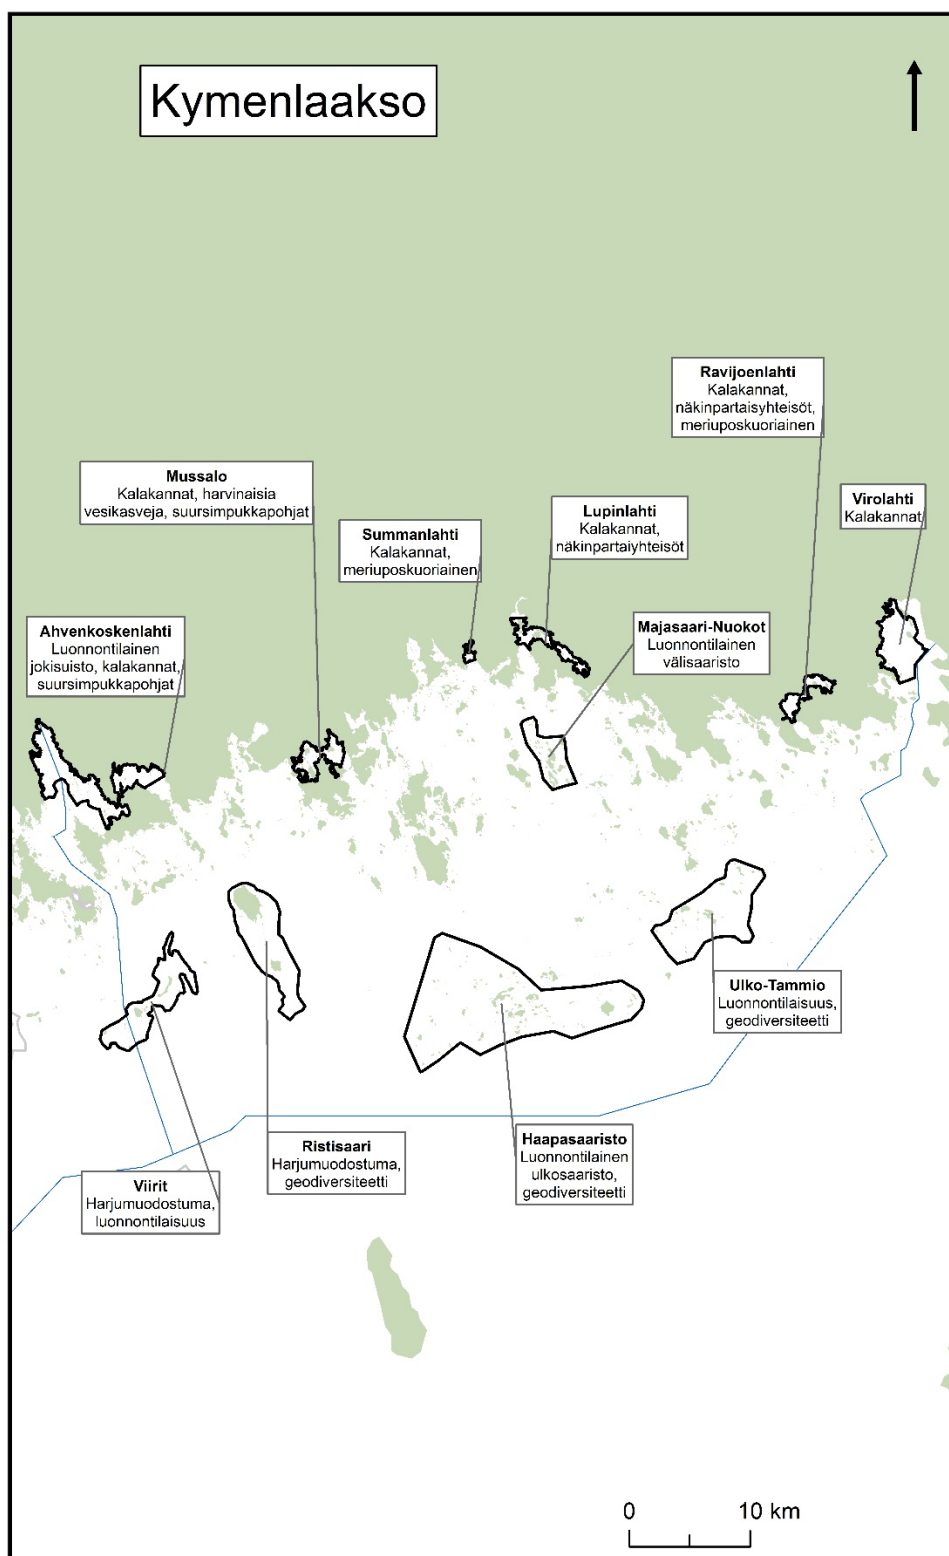 Kymenlaakso
Ravijoenlahti
Kalakannat,
näkinpartaisyhteisöt,
meriuposkuoriainen
Mussalo
Kalakannat, harvinaisia
vesikasveja, suursimpukkapohjat
Virolahti
Kalakannat
Lupinlahti
Kalakannat,
näkinpartaiyhteisöt
Summanlahti
Kalakannat,
meriuposkuoriainen
Ahvenkoskenlahti
Luonnontilainen
jokisuisto, kalakannat,
suursimpukkapohjat
Majasaari-Nuokot
Luonnontilainen
välisaaristo
Ulko-Tammio
Luonnontilaisuus,
geodiversiteetti
Ristisaari
Harjumuodostuma,
geodiversiteetti
Haapasaaristo
Luonnontilainen
ulkosaaristo,
geodiversiteetti
Viirit
Harjumuodostuma,
luonnontilaisuus
0 10 km